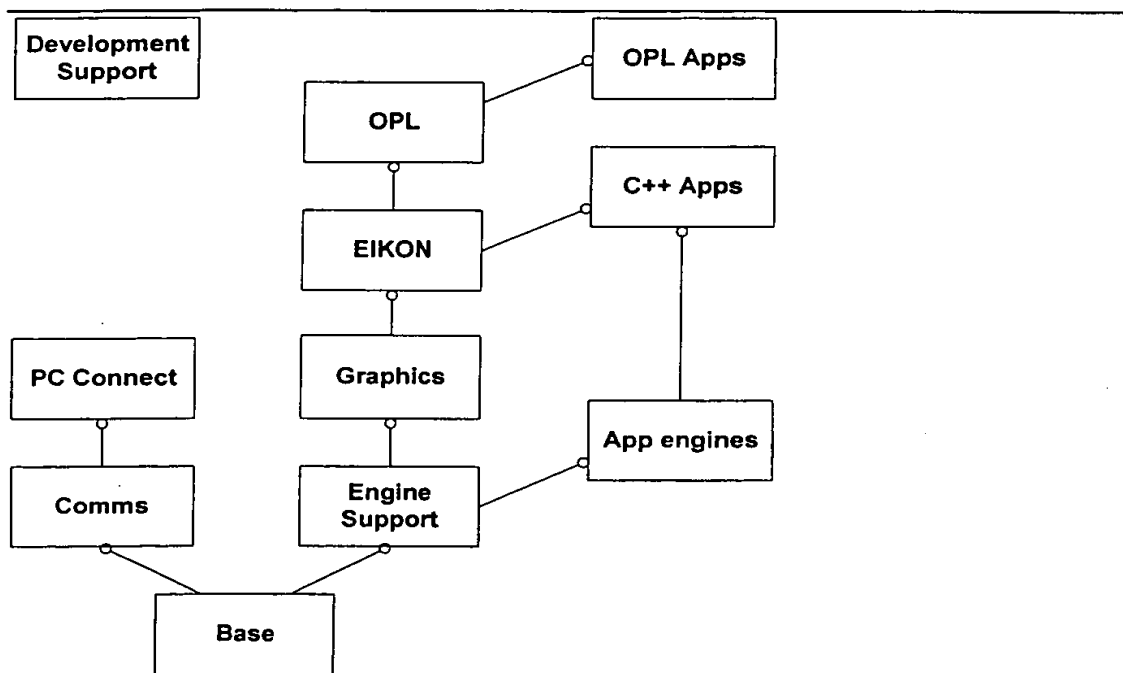 Development
Support
OPL Apps
OPL
C++ Apps
EIKON
PC Connect
Graphics
App engines
Comms
Engine
Support
Base